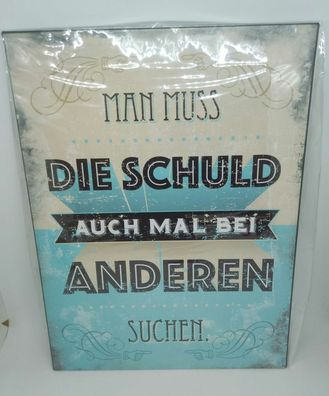 MAN MUSS
DIE SCHULD
AUCH MAL BEI
ANDEREN
SUCHEN.